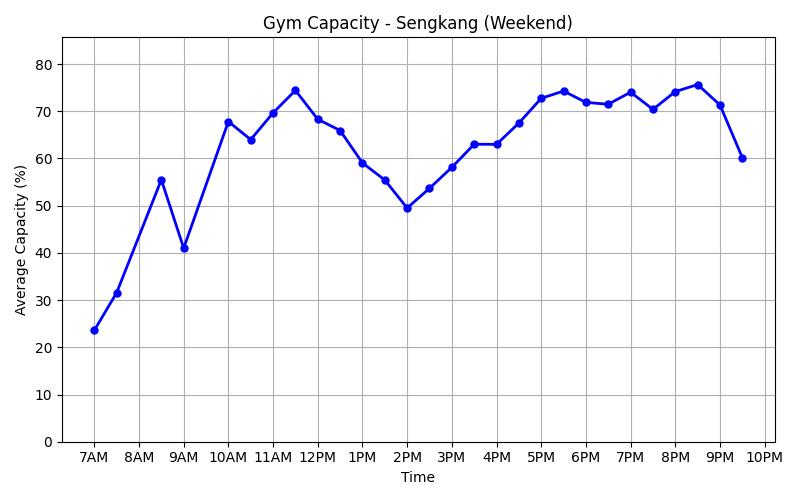 Gym Capacity - Sengkang (Weekend)
Average Capacity (%)
80
70
60
50
40
30
20
10
0
7AM 8AM 9AM 10AM 11AM 12PM 1PM 2PM 3PM 4PM 5PM 6PM 7PM 8PM 9PM 10PM
Time